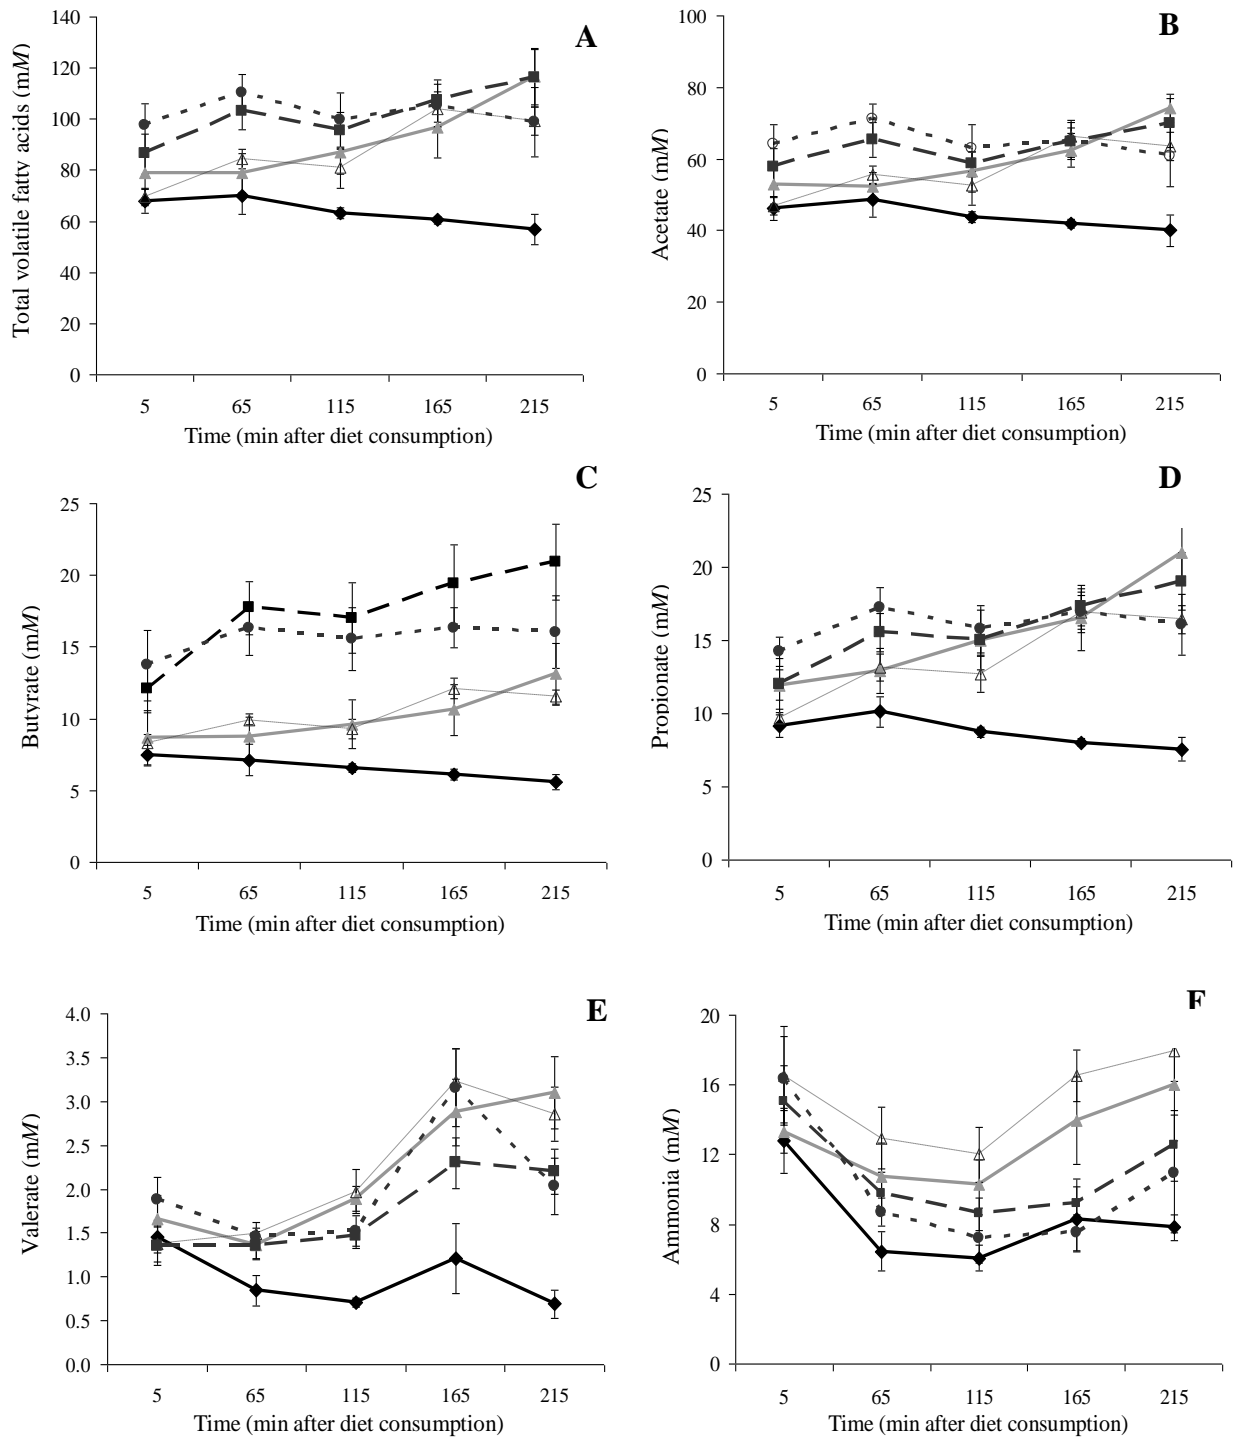 A
Total volatile fatty acids (mM)
140
120
100
80
60
40
20
0
5 65 115 165 215
Time (min after diet consumption)
B
Acetate (mM)
100
80
60
40
20
0
5 65 115 165 215
Time (min after diet consumption)
C
Butyrate (mM)
25
20
15
10
5
0
5 65 115 165 215
Time (min after diet consumption)
D
Propionate (mM)
25
20
15
10
5
0
5 65 115 165 215
Time (min after diet consumption)
E
Valerate (mM)
4.0
3.5
3.0
2.5
2.0
1.5
1.0
0.5
0.0
5 65 115 165 215
Time (min after diet consumption)
F
Ammonia (mM)
20
16
12
8
4
0
5 65 115 165 215
Time (min after diet consumption)